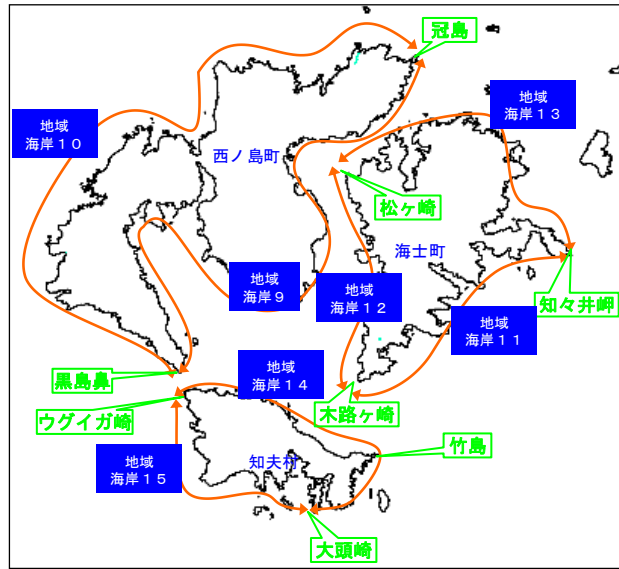 冠島
地域
海岸１３
地域
海岸１０
西ノ島町
松ヶ崎
海士町
知々井岬
地域
海岸９
地域
海岸１２
地域
海岸１１
黒島鼻
地域
海岸１４
木路ヶ崎
ウグイガ崎
竹島
知夫村
地域
海岸１５
大頭崎